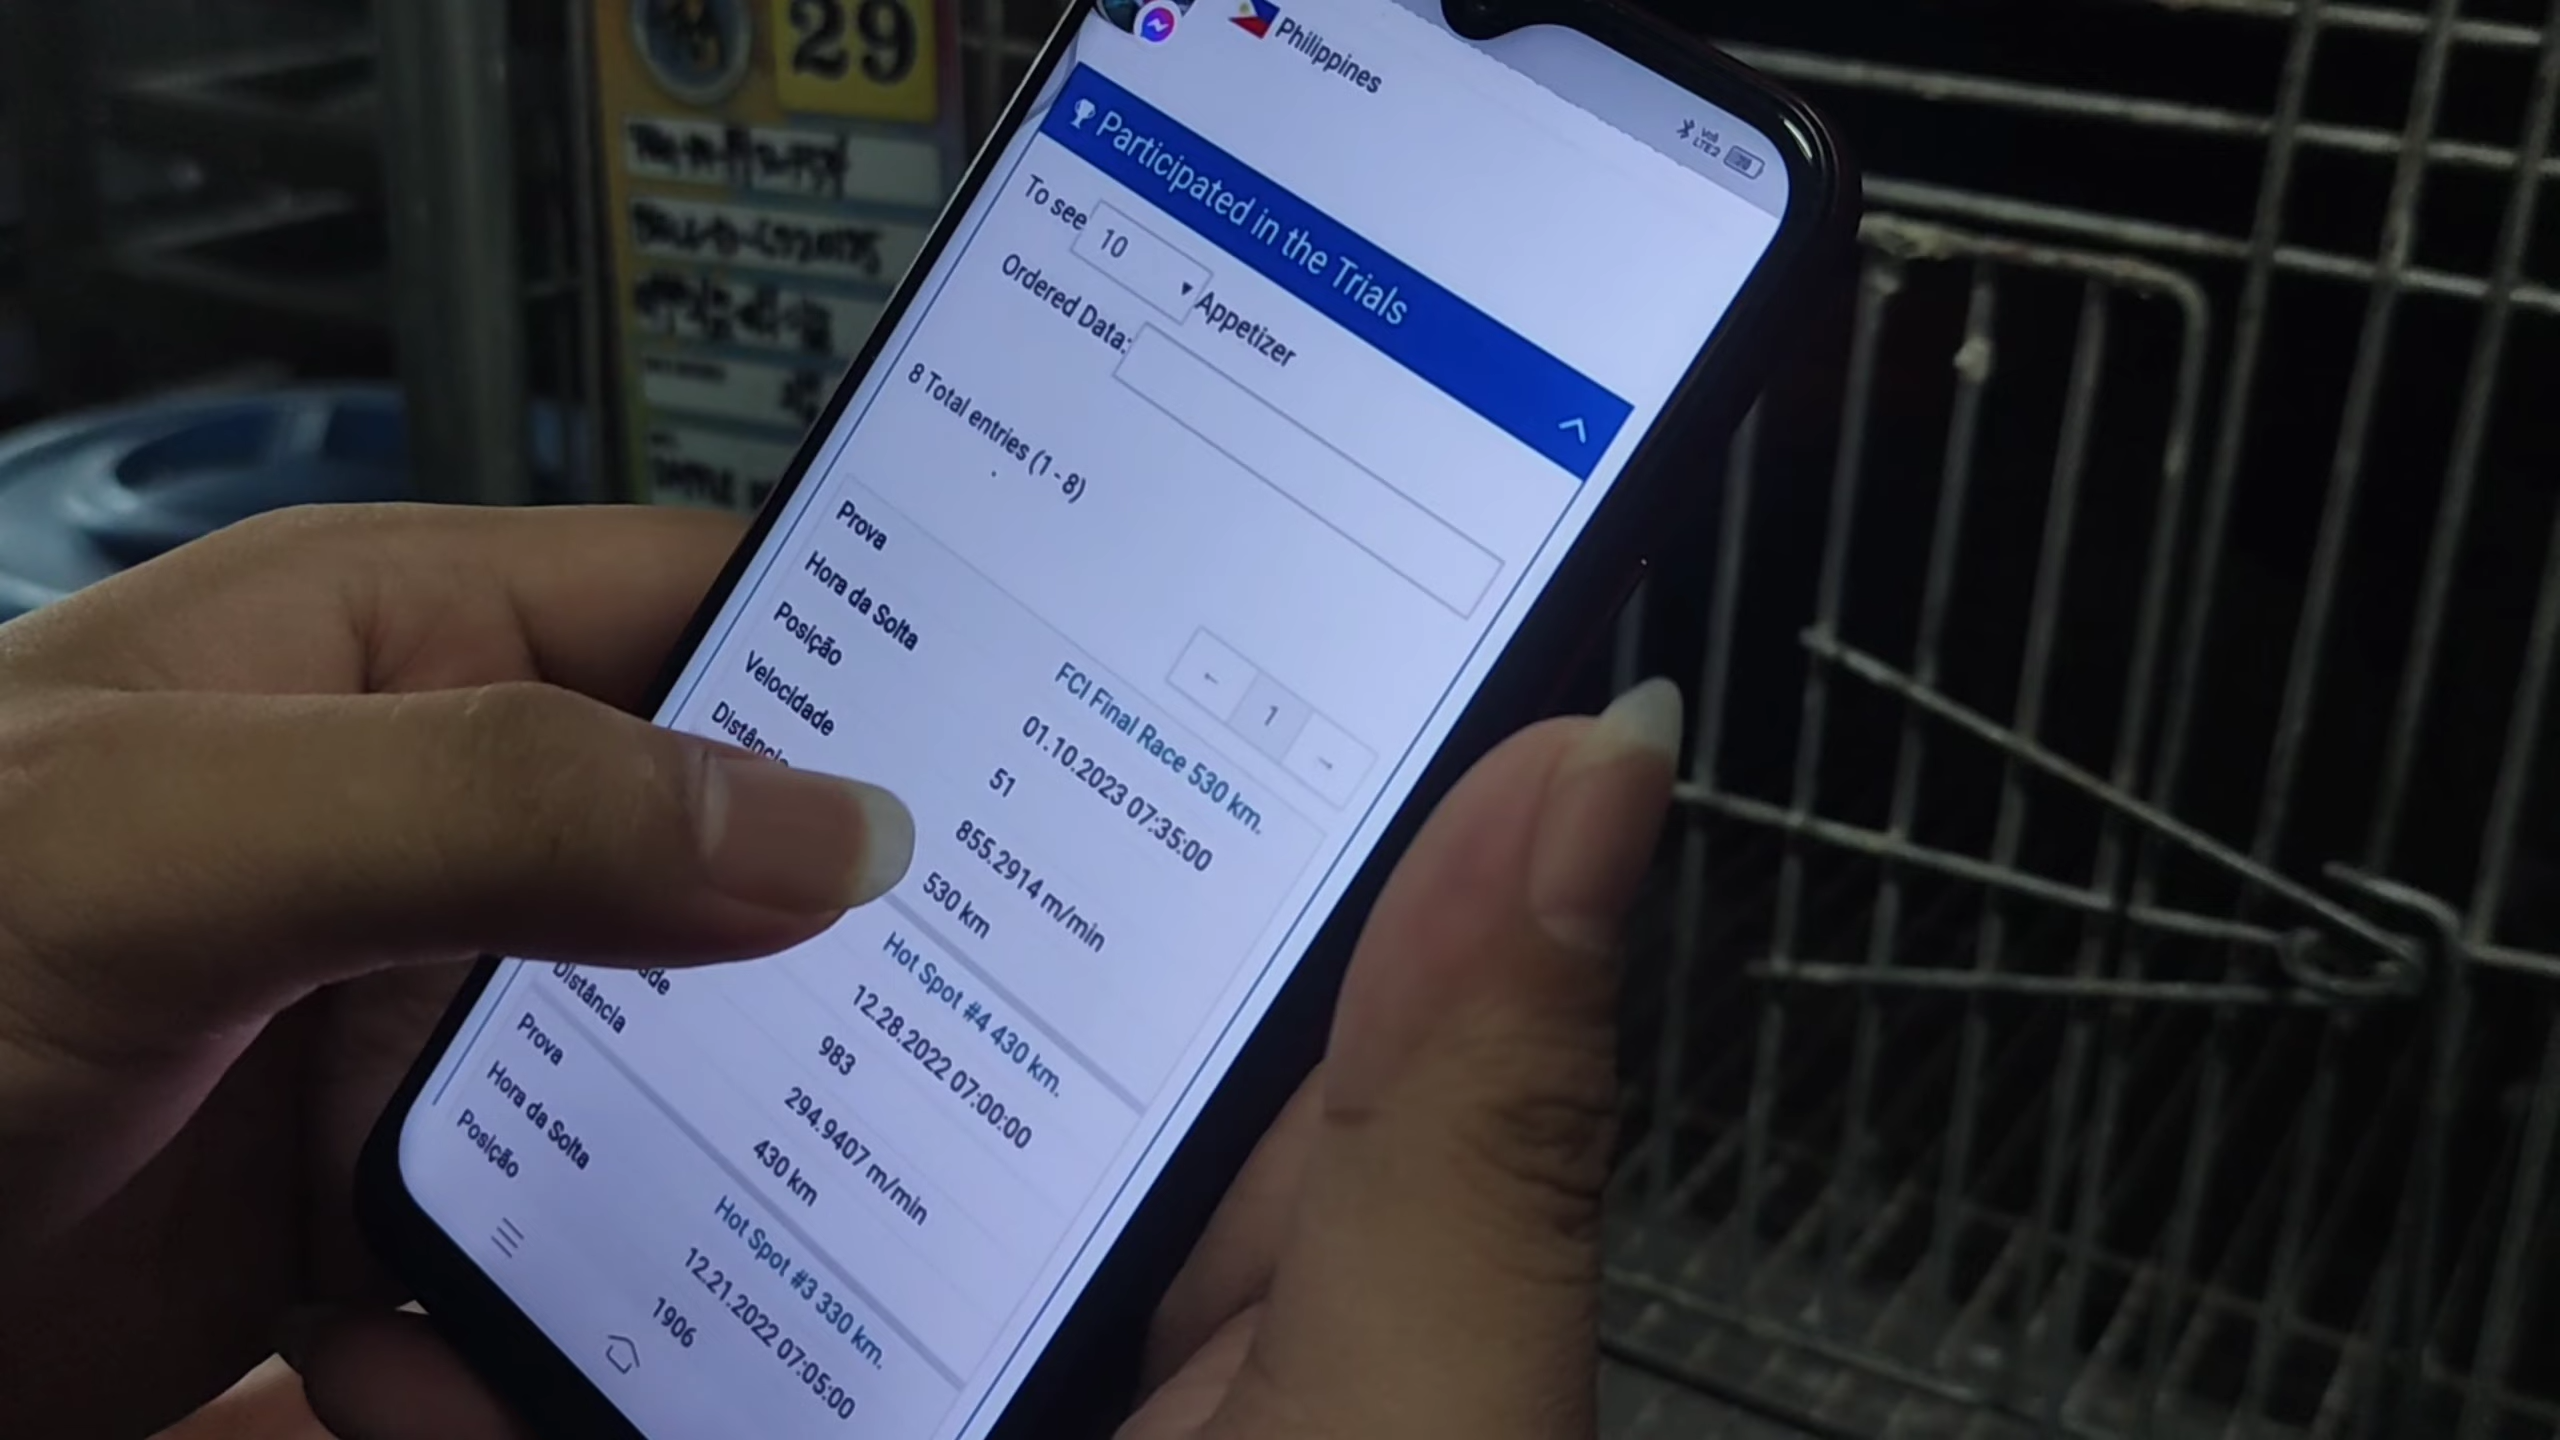 29
Philippines
VoB
LTE2
Participated in the Trials
To see 10 Appetizer
Ordered Data:
8 Total entries (1 - 8)
← 1 →
Prova FCI Final Race 530 km.
Hora da Solta 01.10.2023 07:35:00
Posição 51
Velocidade 855.2914 m/min
Distância 530 km
Hot Spot #4 430 km.
12.28.2022 07:00:00
983
ade 294.9407 m/min
Distância 430 km
Prova Hot Spot #3 330 km.
Hora da Solta 12.21.2022 07:05:00
Posição 1906